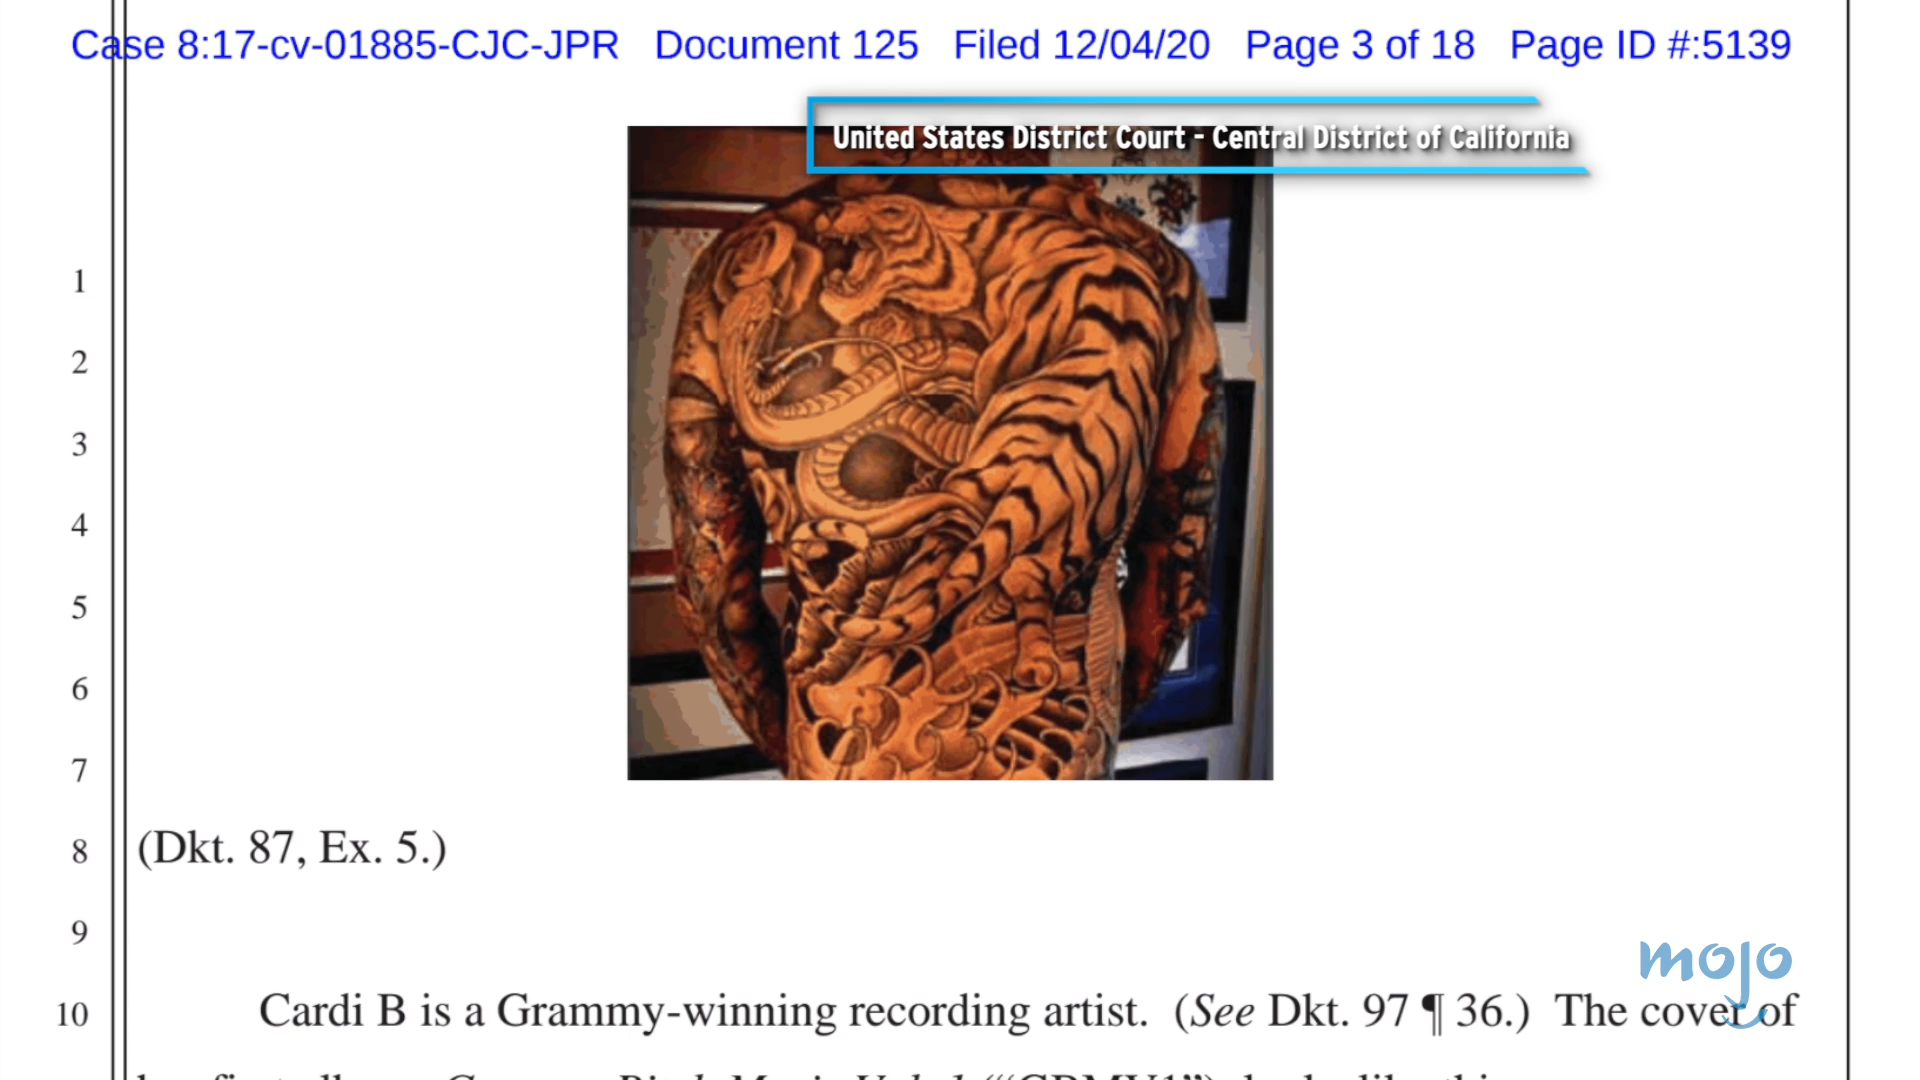 Case 8:17-cv-01885-CJC-JPR Document 125 Filed 12/04/20 Page 3 of 18 Page ID #:5139
United States District Court - Central District of California
1
2
3
4
5
6
7
8 (Dkt. 87, Ex. 5.)
9
10 Cardi B is a Grammy-winning recording artist. (See Dkt. 97 ¶ 36.) The cover of
mojo